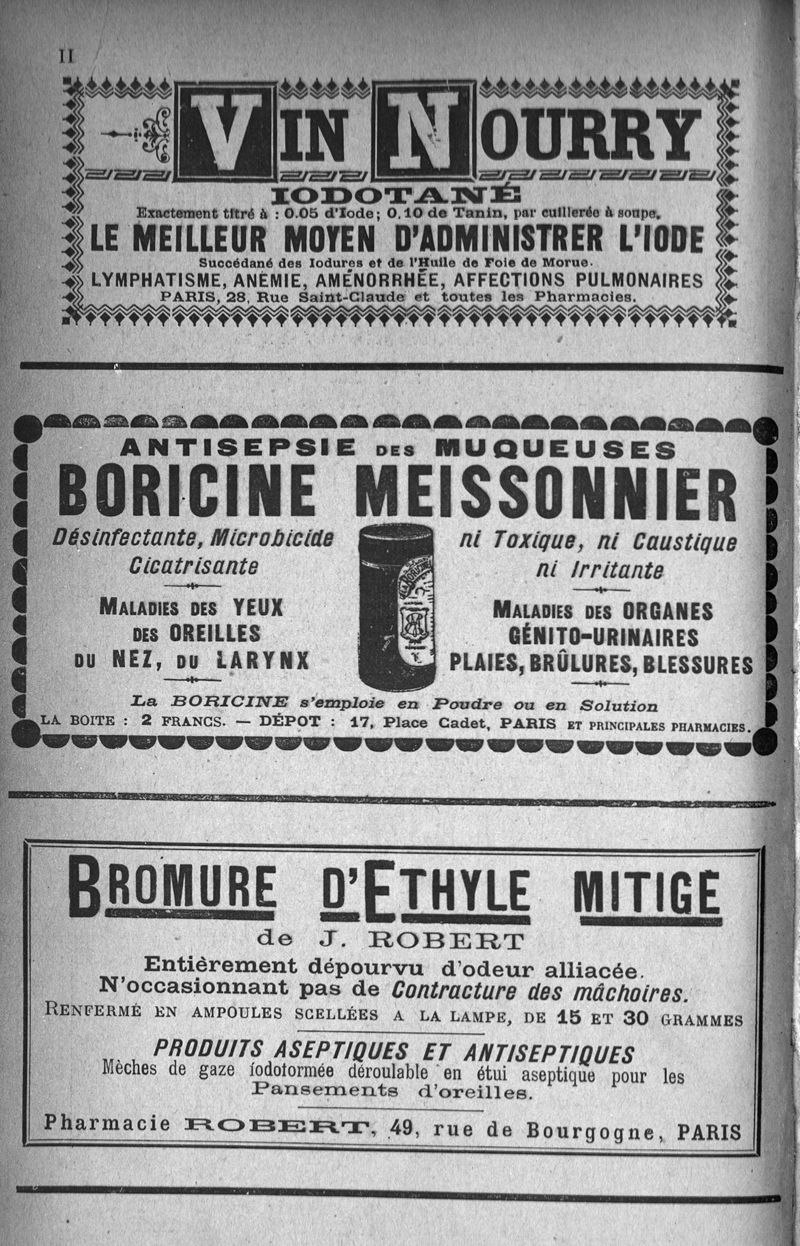 II
VIN NOURRY
IODOTANÉ
Exactement titré à : 0.05 d'Iode; 0.10 de Tanin, par cuillerée à soupe.
LE MEILLEUR MOYEN D'ADMINISTRER L'IODE
Succédané des Iodures et de l'Huile de Foie de Morue.
LYMPHATISME, ANEMIE, AMÉNORRHÉE, AFFECTIONS PULMONAIRES
PARIS, 28, Rue Saint-Claude et toutes les Pharmacies.
ANTISEPSIE DES MUQUEUSES
BORICINE MEISSONNIER
Désinfectante, Microbicide
Cicatrisante
MALADIES DES YEUX
DES OREILLES
DU NEZ, DU LARYNX
ni Toxique, ni Caustique
ni Irritante
MALADIES DES ORGANES
GÉNITO-URINAIRES
PLAIES, BRÛLURES, BLESSURES
La BORICINE s'emploie en Poudre ou en Solution
LA BOITE : 2 FRANCS. — DÉPOT : 17, Place Cadet, PARIS ET PRINCIPALES PHARMACIES.
BROMURE D'ETHYLE MITIGÉ
de J. ROBERT
Entièrement dépourvu d'odeur alliacée.
N'occasionnant pas de Contracture des mâchoires.
RENFERMÉ EN AMPOULES SCELLÉES A LA LAMPE, DE 15 ET 30 GRAMMES
PRODUITS ASEPTIQUES ET ANTISEPTIQUES
Mèches de gaze iodoformée déroulable en étui aseptique pour les
Pansements d'oreilles.
Pharmacie ROBERT, 49, rue de Bourgogne, PARIS